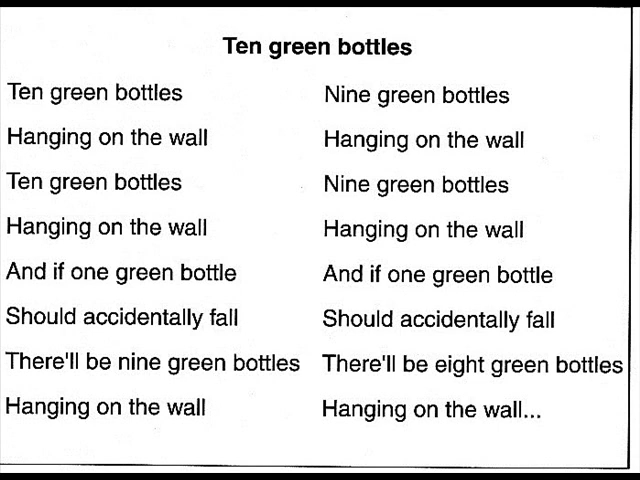 Ten green bottles
Ten green bottles
Hanging on the wall
Ten green bottles
Hanging on the wall
And if one green bottle
Should accidentally fall
There'll be nine green bottles
Hanging on the wall
Nine green bottles
Hanging on the wall
Nine green bottles
Hanging on the wall
And if one green bottle
Should accidentally fall
There'll be eight green bottles
Hanging on the wall...